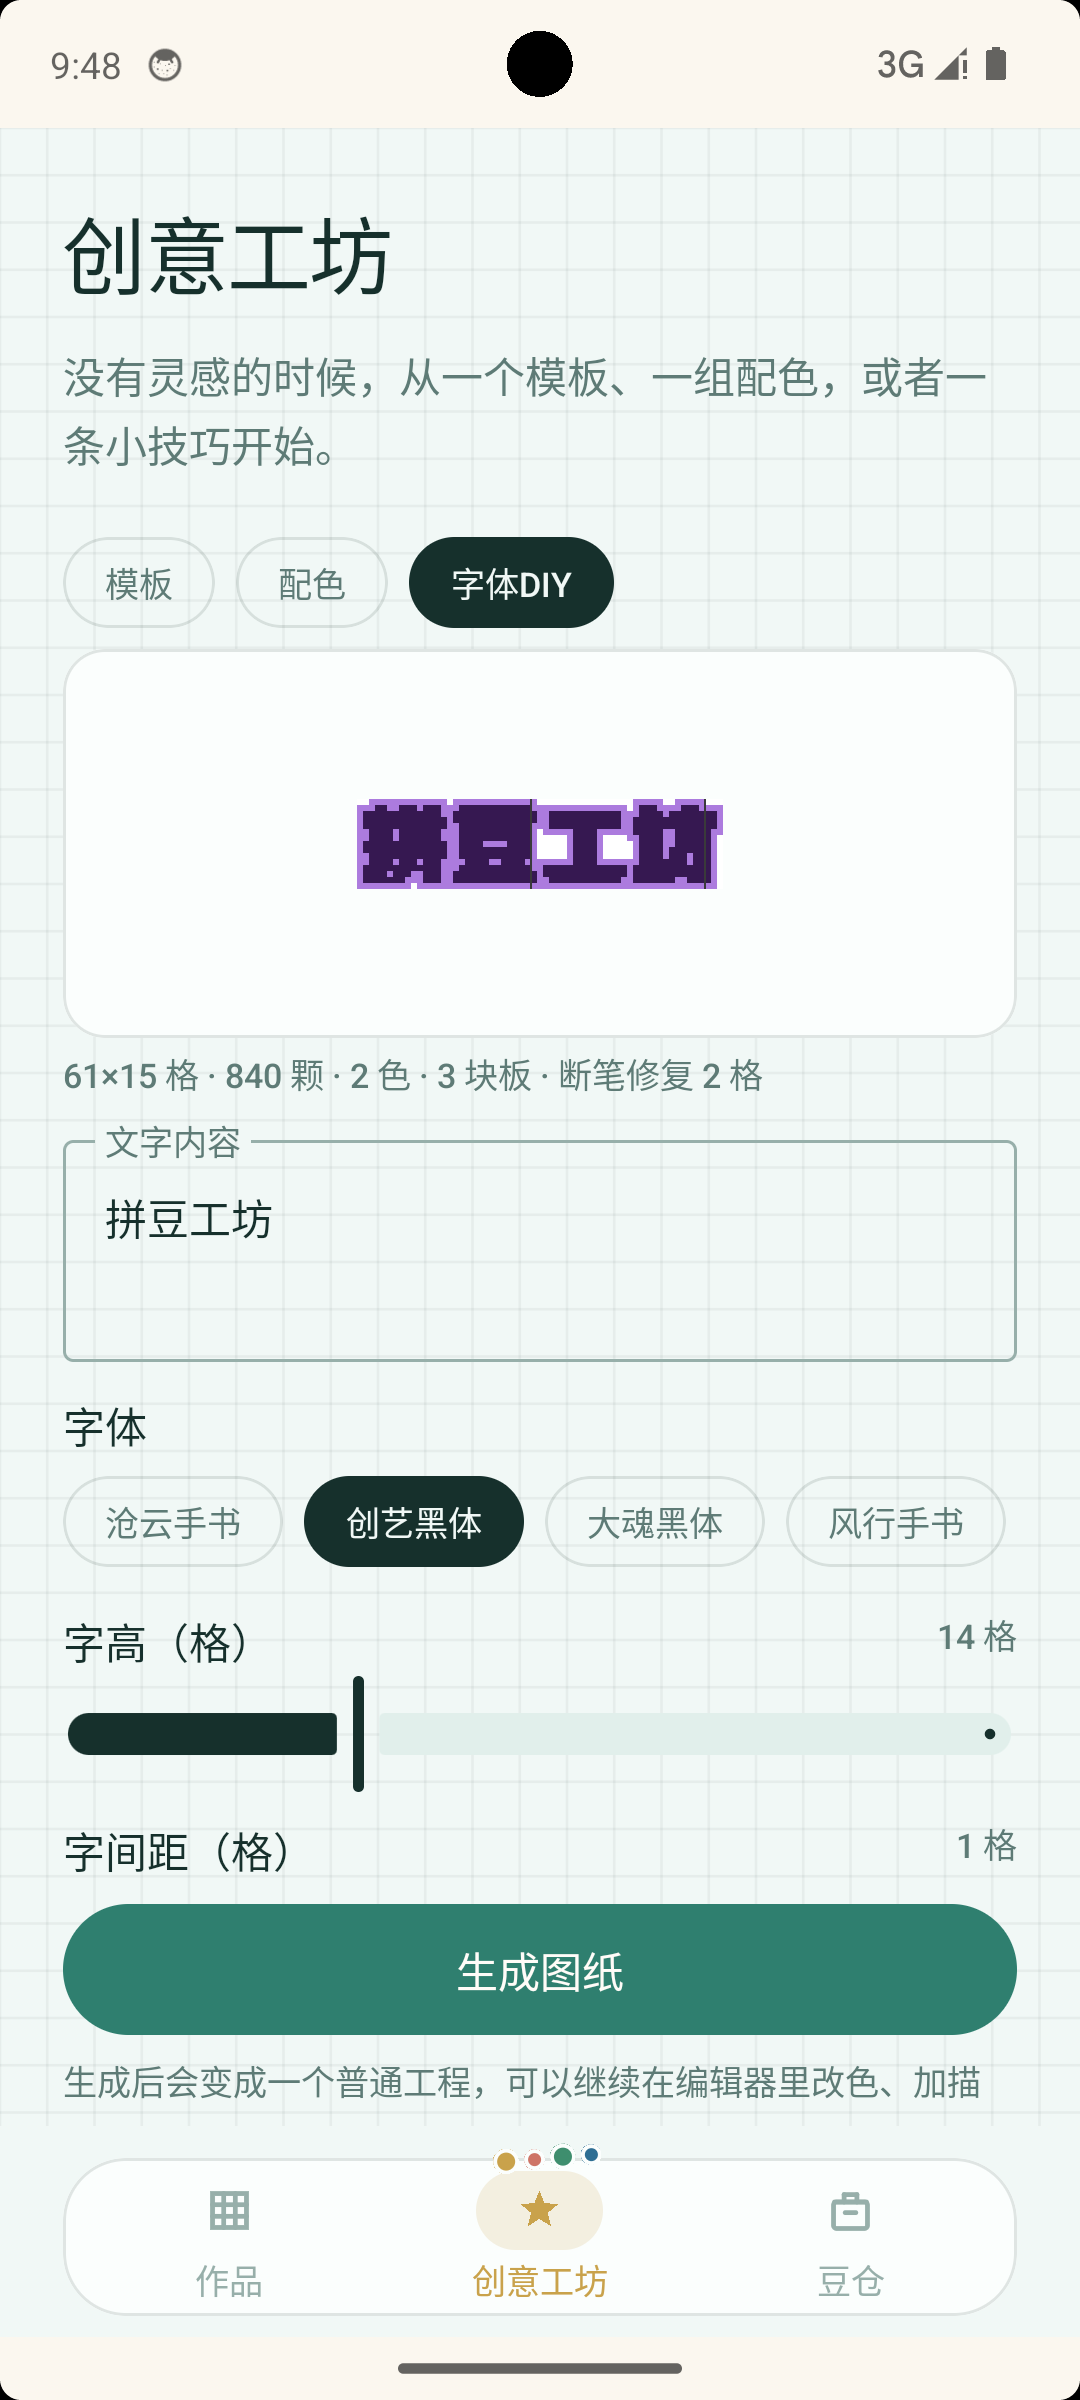 9:48
3G
创意工坊
没有灵感的时候，从一个模板、一组配色，或者一
条小技巧开始。
模板
配色
字体DIY
拼豆工坊
61×15 格 · 840 颗 · 2 色 · 3 块板 · 断笔修复 2 格
文字内容
拼豆工坊
字体
沧云手书
创艺黑体
大魂黑体
风行手书
字高（格）
14 格
字间距（格）
1 格
生成图纸
生成后会变成一个普通工程，可以继续在编辑器里改色、加描
作品
创意工坊
豆仓